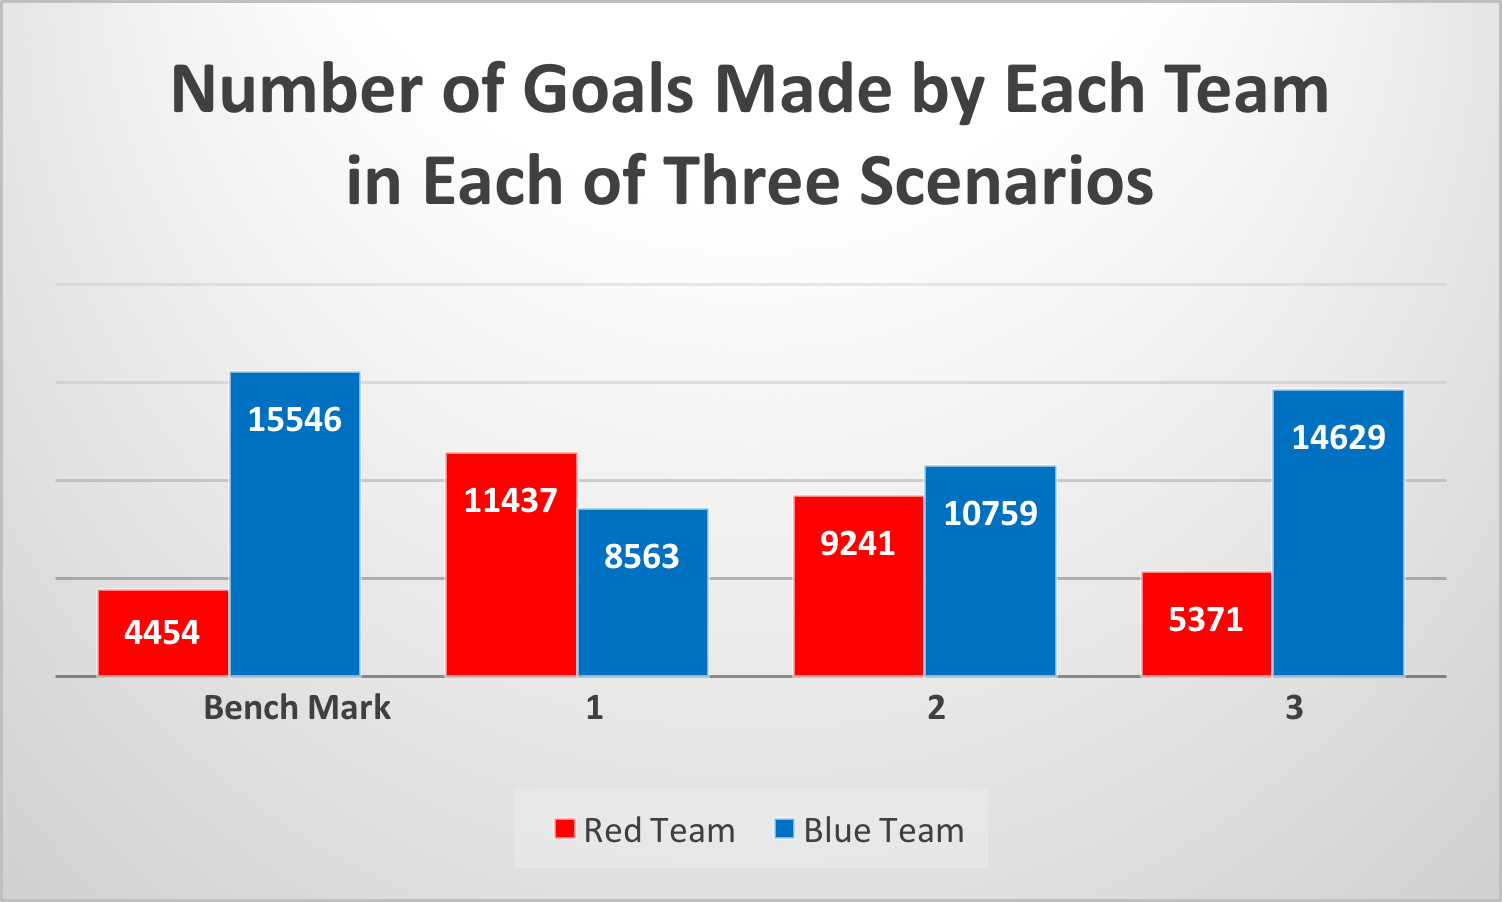 Number of Goals Made by Each Team
in Each of Three Scenarios
15546
14629
11437
10759
8563
9241
4454
5371
Bench Mark 1 2 3
Red Team Blue Team